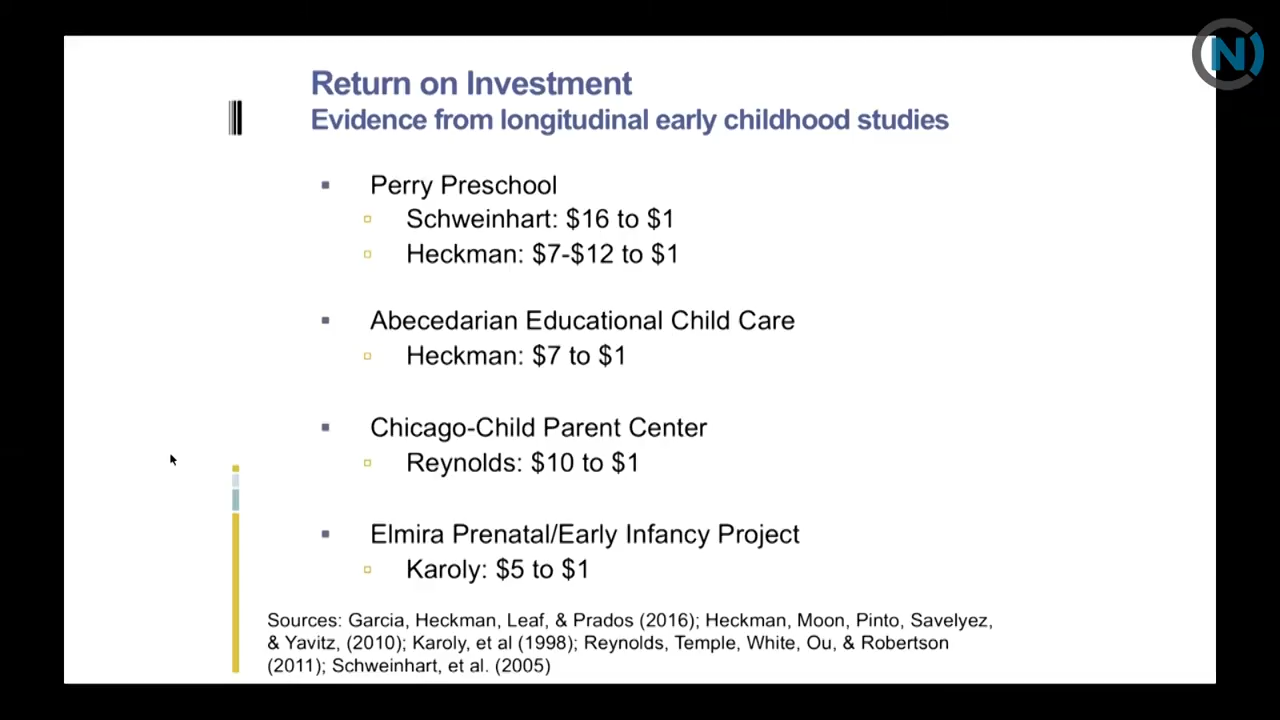 Return on Investment
Evidence from longitudinal early childhood studies
Perry Preschool
Schweinhart: $16 to $1
Heckman: $7-$12 to $1
Abecedarian Educational Child Care
Heckman: $7 to $1
Chicago-Child Parent Center
Reynolds: $10 to $1
Elmira Prenatal/Early Infancy Project
Karoly: $5 to $1
Sources: Garcia, Heckman, Leaf, & Prados (2016); Heckman, Moon, Pinto, Savelyez,
& Yavitz, (2010); Karoly, et al (1998); Reynolds, Temple, White, Ou, & Robertson
(2011); Schweinhart, et al. (2005)
N